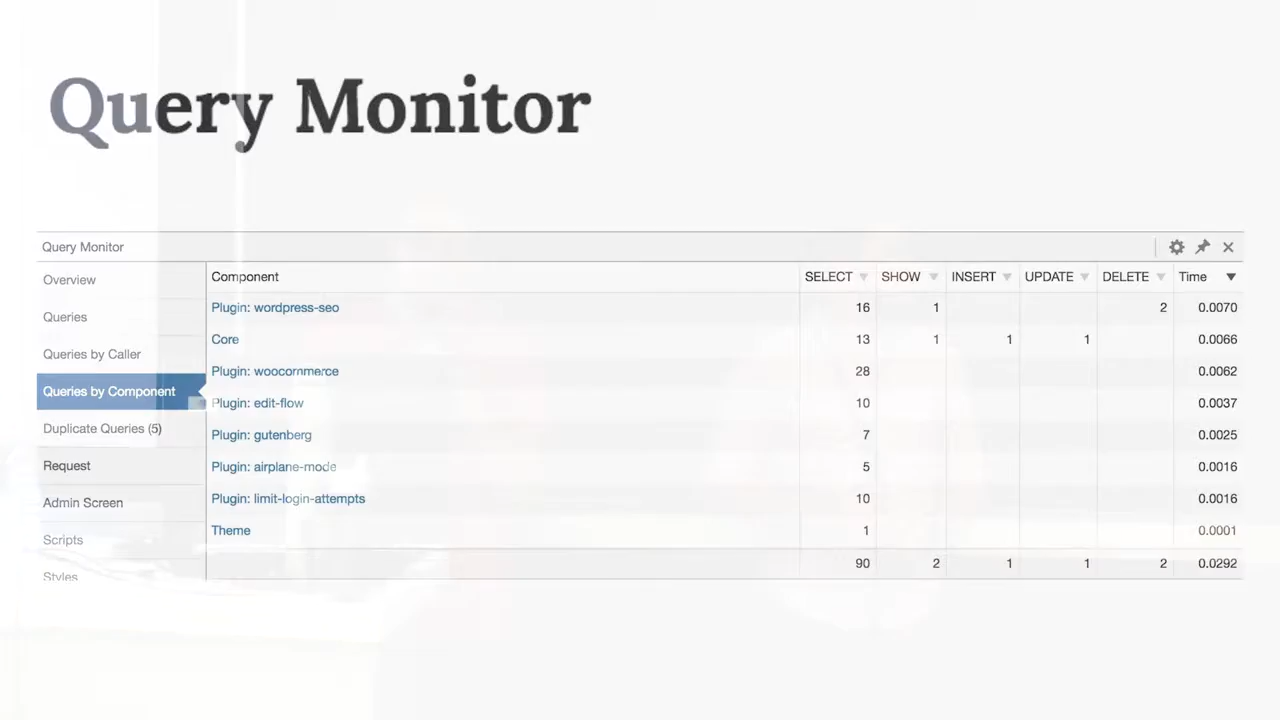 Query Monitor
Query Monitor
Overview
Queries
Queries by Caller
Queries by Component
Duplicate Queries (5)
Request
Admin Screen
Scripts
Styles
Component SELECT SHOW INSERT UPDATE DELETE Time
Plugin: wordpress-seo 16 1 2 0.0070
Core 13 1 1 1 0.0066
Plugin: woocommerce 28 0.0062
Plugin: edit-flow 10 0.0037
Plugin: gutenberg 7 0.0025
Plugin: airplane-mode 5 0.0016
Plugin: limit-login-attempts 10 0.0016
Theme 1 0.0001
90 2 1 1 2 0.0292